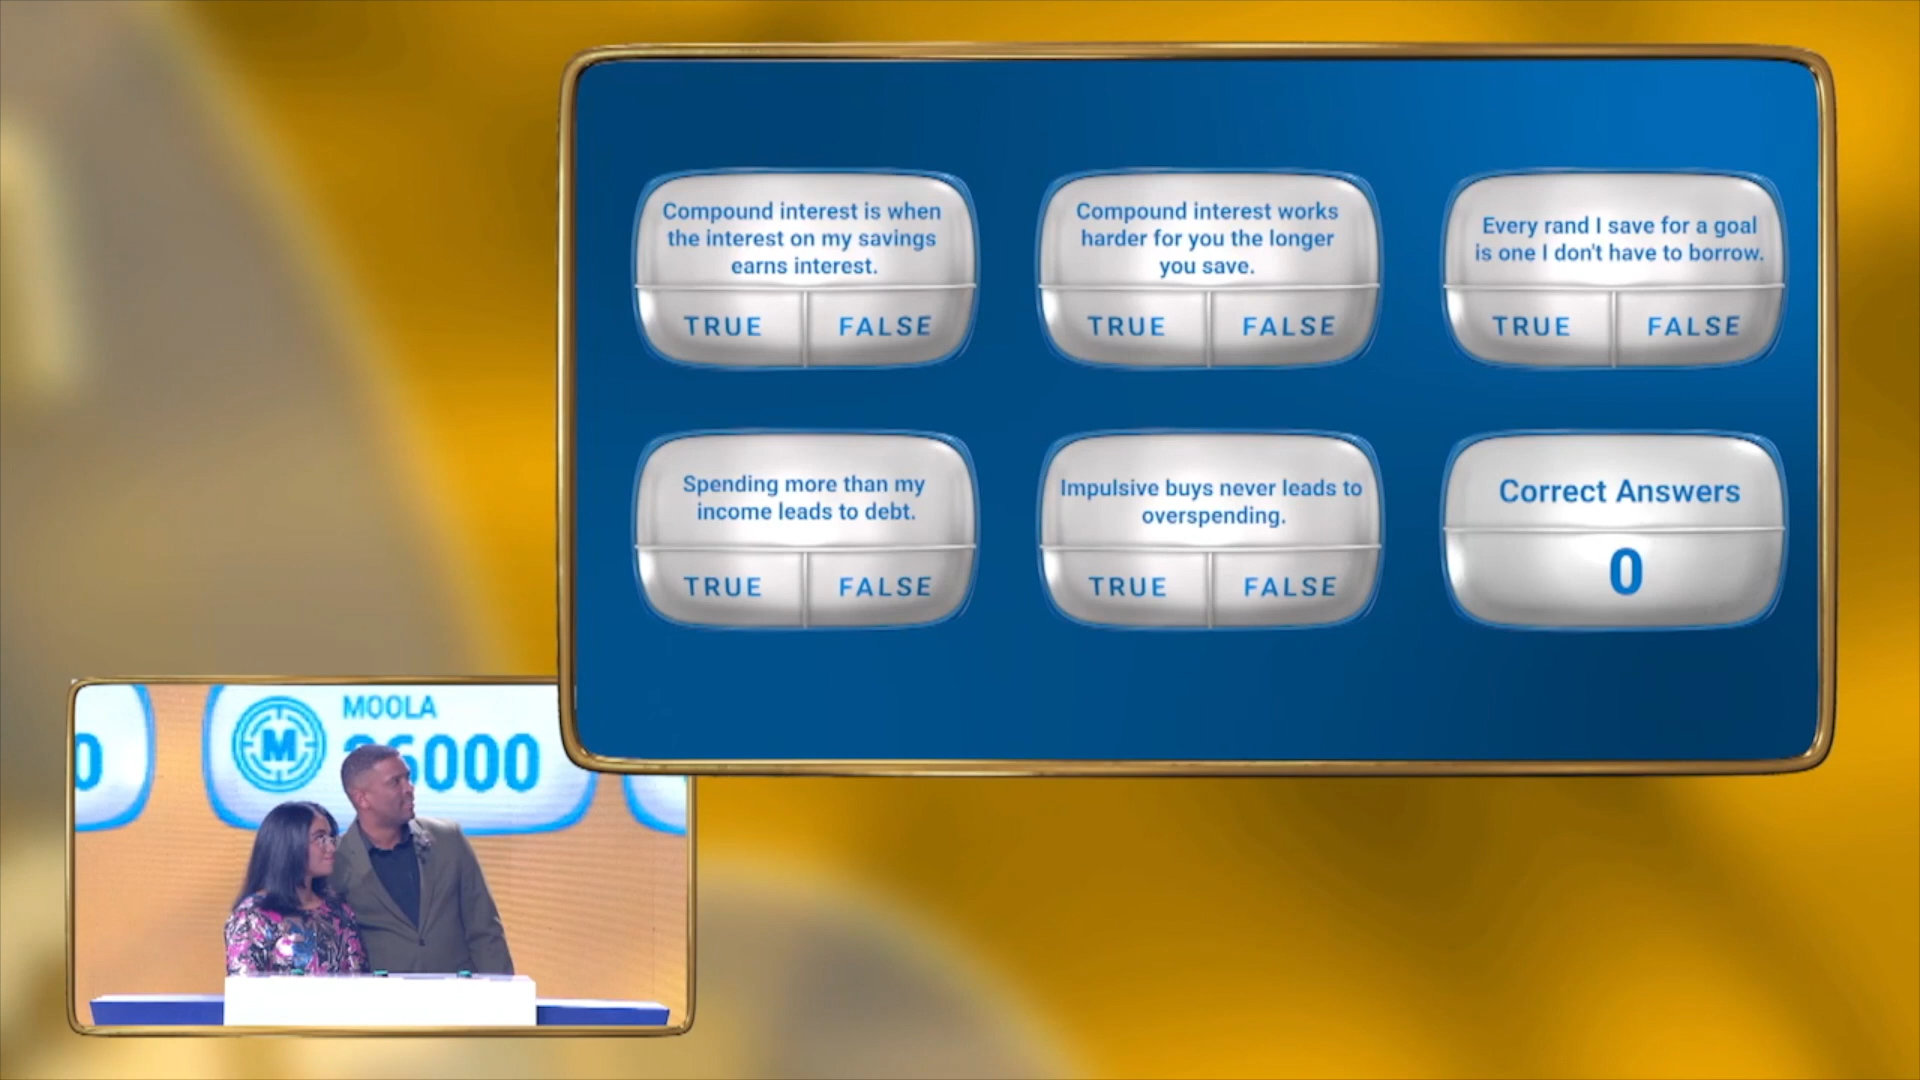 Compound interest is when
the interest on my savings
earns interest.
TRUE FALSE
Compound interest works
harder for you the longer
you save.
TRUE FALSE
Every rand I save for a goal
is one I don't have to borrow.
TRUE FALSE
Spending more than my
income leads to debt.
TRUE FALSE
Impulsive buys never leads to
overspending.
TRUE FALSE
Correct Answers
0
0
M
MOOLA